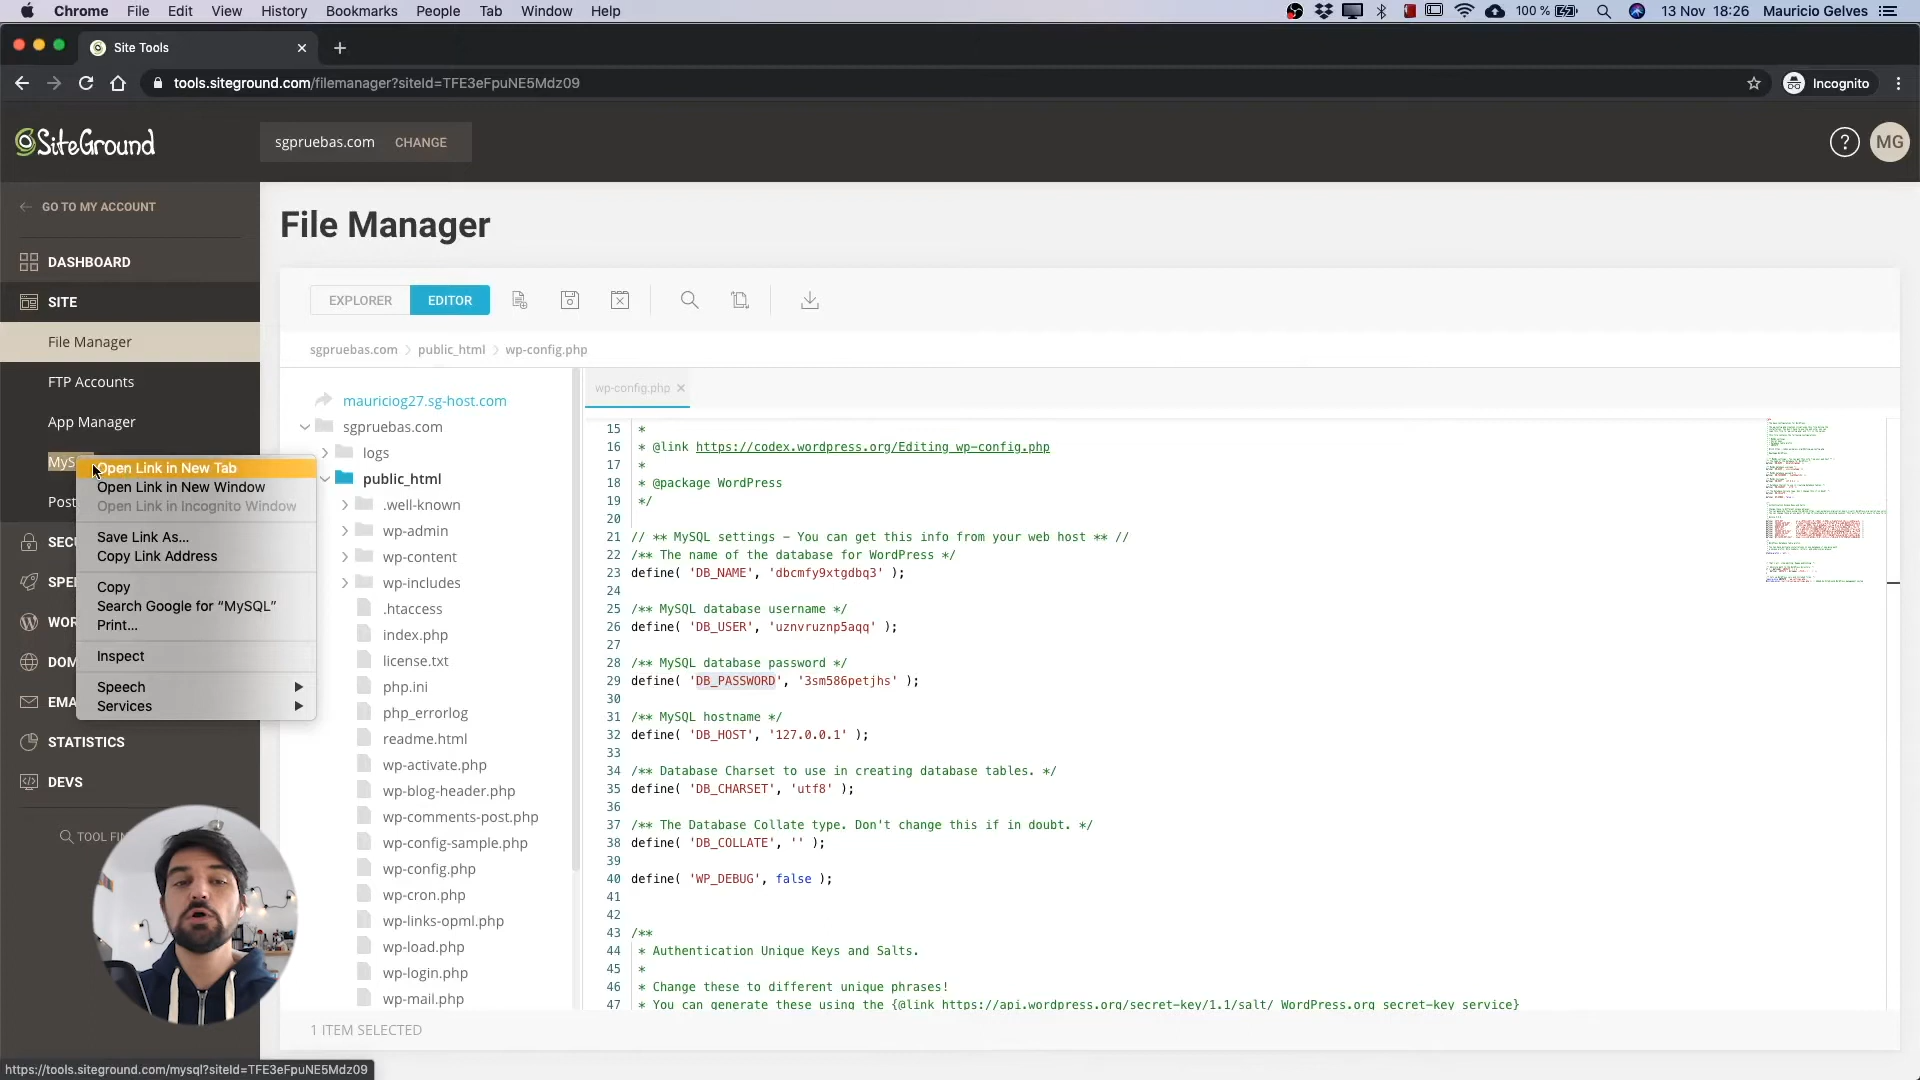 Chrome File Edit View History Bookmarks People Tab Window Help
100 % 13 Nov 18:26 Mauricio Gelves
Site Tools
tools.siteground.com/filemanager?siteId=TFE3eFpuNE5Mdz09
Incognito
SiteGround
sgpruebas.com CHANGE
? MG
GO TO MY ACCOUNT
DASHBOARD
SITE
File Manager
FTP Accounts
App Manager
MyS
Post
SECU
SPE
WOR
DOM
EMA
STATISTICS
DEVS
TOOL FIN
Open Link in New Tab
Open Link in New Window
Open Link in Incognito Window
Save Link As...
Copy Link Address
Copy
Search Google for “MySQL”
Print...
Inspect
Speech
Services
File Manager
EXPLORER EDITOR
sgpruebas.com > public_html > wp-config.php
mauriciog27.sg-host.com
sgpruebas.com
logs
public_html
.well-known
wp-admin
wp-content
wp-includes
.htaccess
index.php
license.txt
php.ini
php_errorlog
readme.html
wp-activate.php
wp-blog-header.php
wp-comments-post.php
wp-config-sample.php
wp-config.php
wp-cron.php
wp-links-opml.php
wp-load.php
wp-login.php
wp-mail.php
wp-config.php
15 *
16 * @link https://codex.wordpress.org/Editing_wp-config.php
17 *
18 * @package WordPress
19 */
20
21 // ** MySQL settings - You can get this info from your web host ** //
22 /** The name of the database for WordPress */
23 define( 'DB_NAME', 'dbcmfy9xtgdbq3' );
24
25 /** MySQL database username */
26 define( 'DB_USER', 'uznvruznp5aqq' );
27
28 /** MySQL database password */
29 define( 'DB_PASSWORD', '3sm586petjhs' );
30
31 /** MySQL hostname */
32 define( 'DB_HOST', '127.0.0.1' );
33
34 /** Database Charset to use in creating database tables. */
35 define( 'DB_CHARSET', 'utf8' );
36
37 /** The Database Collate type. Don't change this if in doubt. */
38 define( 'DB_COLLATE', '' );
39
40 define( 'WP_DEBUG', false );
41
42
43 /**
44 * Authentication Unique Keys and Salts.
45 *
46 * Change these to different unique phrases!
47 * You can generate these using the {@link https://api.wordpress.org/secret-key/1.1/salt/ WordPress.org secret-key service}
1 ITEM SELECTED
https://tools.siteground.com/mysql?siteId=TFE3eFpuNE5Mdz09